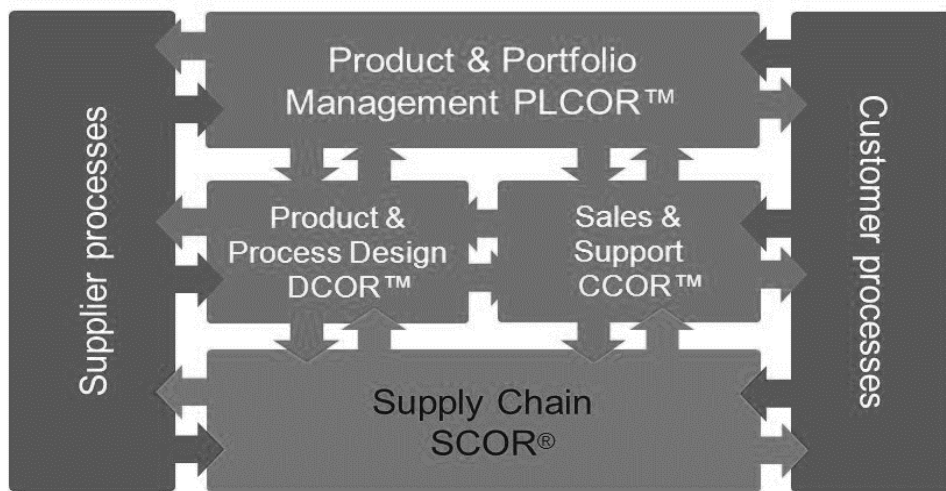 Supplier processes
Product & Portfolio
Management PLCOR™
Product &
Process Design
DCOR™
Sales &
Support
CCOR™
Supply Chain
SCOR®
Customer processes